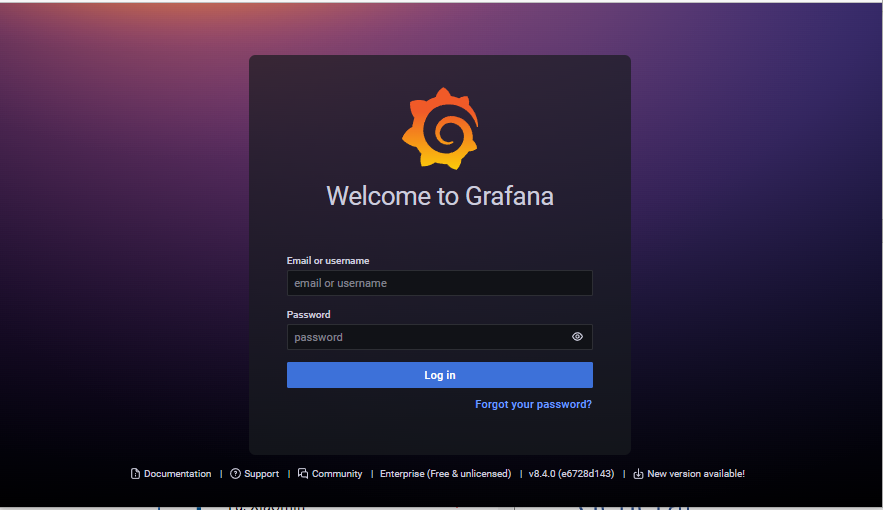 Welcome to Grafana
Email or username
email or username
Password
password
Log in
Forgot your password?
Documentation | Support | Community | Enterprise (Free & unlicensed) | v8.4.0 (e6728d143) | New version available!